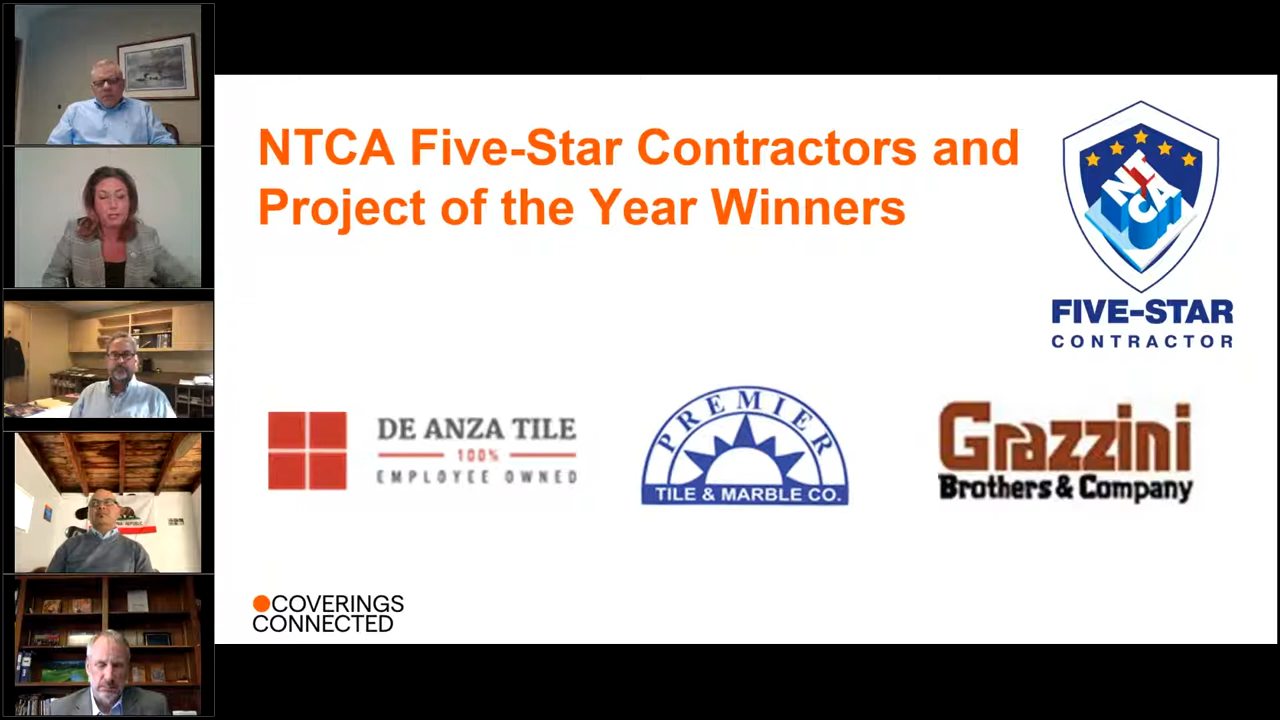 NTCA Five-Star Contractors and
Project of the Year Winners
NTCA
FIVE-STAR
CONTRACTOR
DE ANZA TILE
100%
EMPLOYEE OWNED
PREMIER
TILE & MARBLE CO.
Grazzini
Brothers & Company
COVERINGS
CONNECTED
REPUBLIC